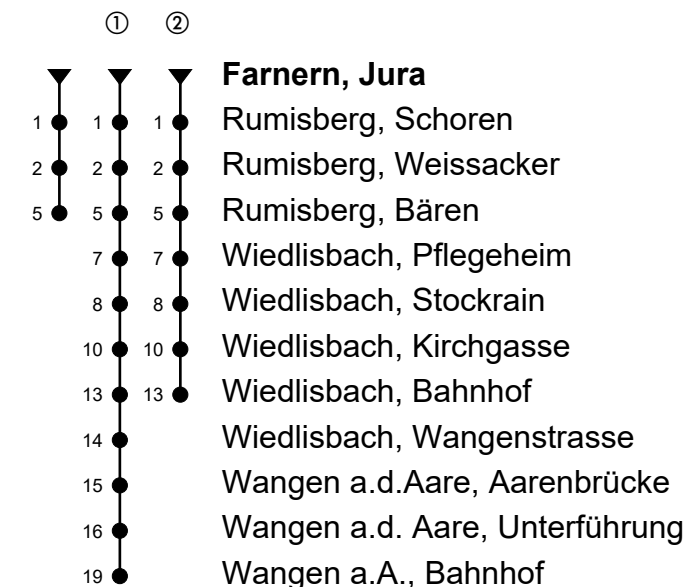 ① ②
Farnern, Jura
1 1 1 Rumisberg, Schoren
2 2 2 Rumisberg, Weissacker
5 5 5 Rumisberg, Bären
7 7 Wiedlisbach, Pflegeheim
8 8 Wiedlisbach, Stockrain
10 10 Wiedlisbach, Kirchgasse
13 13 Wiedlisbach, Bahnhof
14 Wiedlisbach, Wangenstrasse
15 Wangen a.d.Aare, Aarenbrücke
16 Wangen a.d. Aare, Unterführung
19 Wangen a.A., Bahnhof